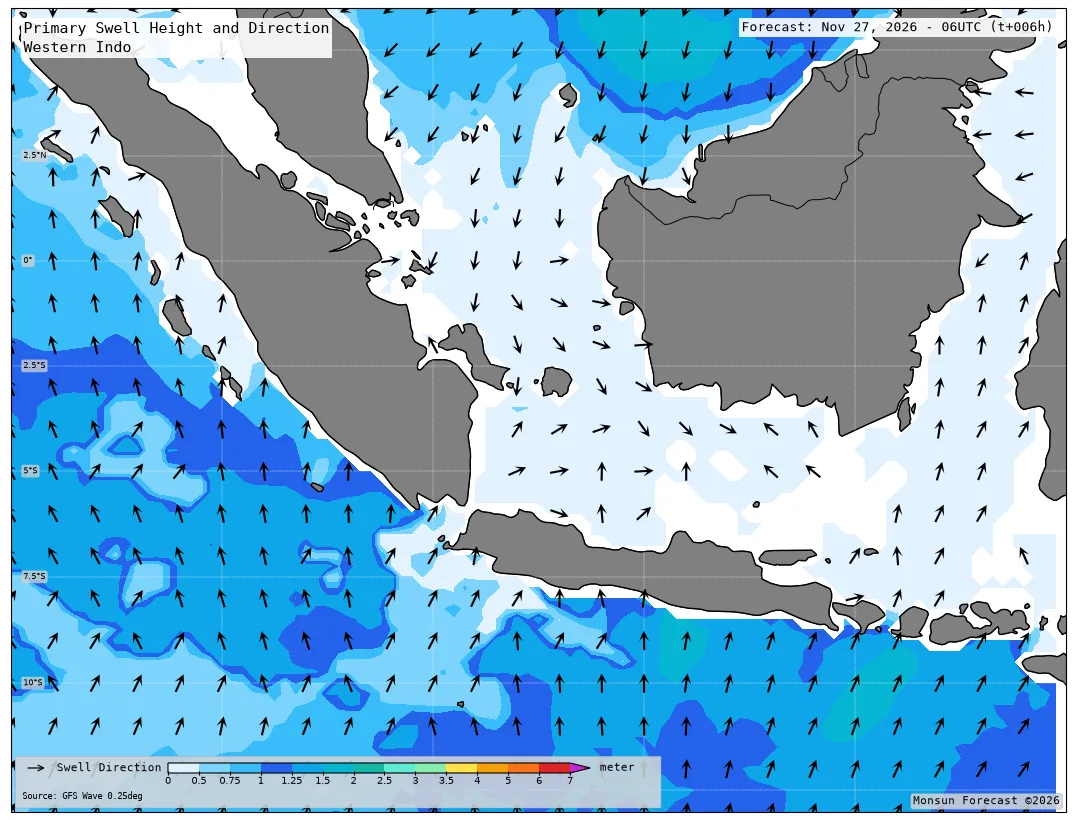 Primary Swell Height and Direction
Western Indo
Forecast: Nov 27, 2026 - 06UTC (t+006h)
2.5°N
0°
2.5°S
5°S
7.5°S
10°S
Swell Direction
0 0.5 0.75 1 1.25 1.5 2 2.5 3 3.5 4 5 6 7
meter
Source: GFS Wave 0.25deg
Monsun Forecast ©2026